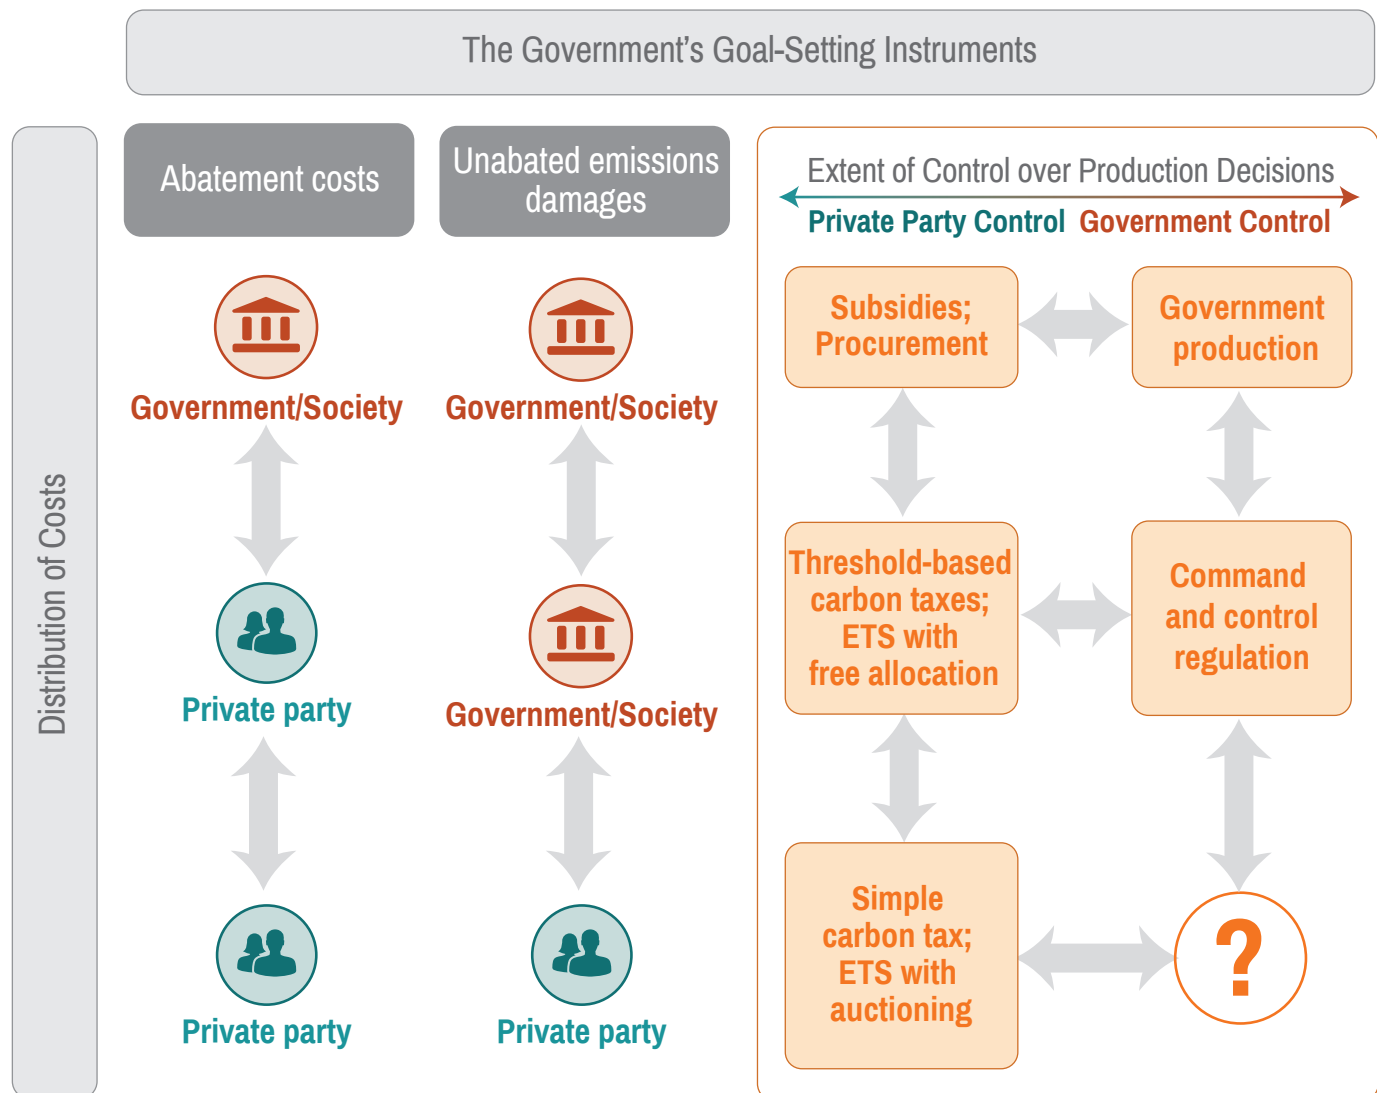 The Government’s Goal-Setting Instruments
Distribution of Costs
Abatement costs
Unabated emissions
damages
Extent of Control over Production Decisions
Private Party Control Government Control
Government/Society
Government/Society
Subsidies;
Procurement
Government
production
Private party
Government/Society
Threshold-based
carbon taxes;
ETS with
free allocation
Command
and control
regulation
Private party
Private party
Simple
carbon tax;
ETS with
auctioning
?